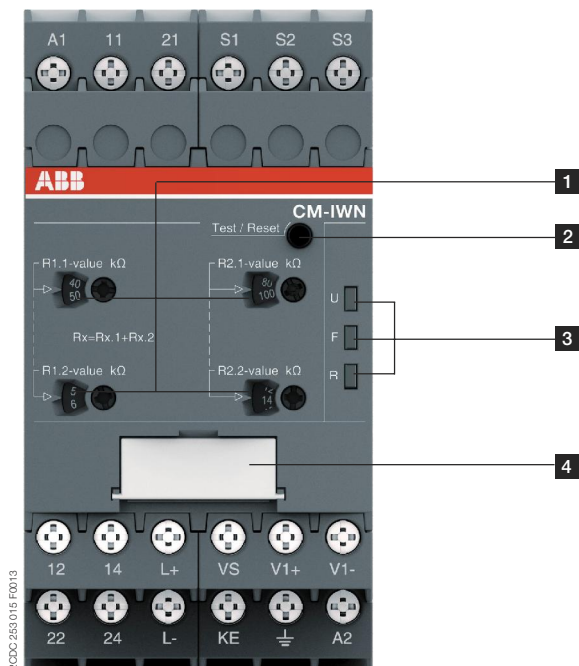 A1 11 21 S1 S2 S3
ABB
CM-IWN
Test / Reset
R1.1-value kΩ R2.1-value kΩ
40
50
80
100
U
Rx=Rx.1+Rx.2
F
R1.2-value kΩ R2.2-value kΩ
R
5
6
14
12 14 L+ VS V1+ V1-
22 24 L- KE A2
1
2
3
4
2CDC 253 015 F0013